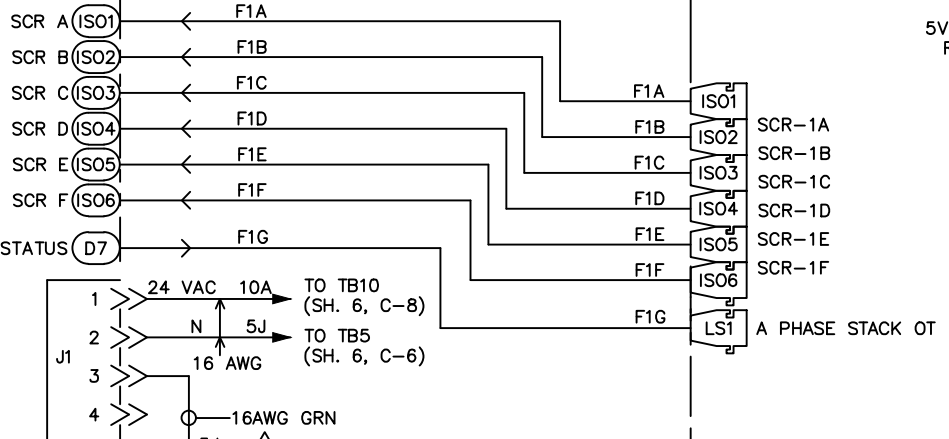 SCR A ISO1 F1A
SCR B ISO2 F1B
SCR C ISO3 F1C
SCR D ISO4 F1D
SCR E ISO5 F1E
SCR F ISO6 F1F
STATUS D7 F1G
5V
F1A ISO1
SCR-1A
F1B ISO2
SCR-1B
F1C ISO3
SCR-1C
F1D ISO4
SCR-1D
F1E ISO5
SCR-1E
F1F ISO6
SCR-1F
F1G LS1 A PHASE STACK OT
J1
1 24 VAC 10A TO TB10
(SH. 6, C-8)
2 N 5J TO TB5
(SH. 6, C-6)
16 AWG
3
4 16AWG GRN